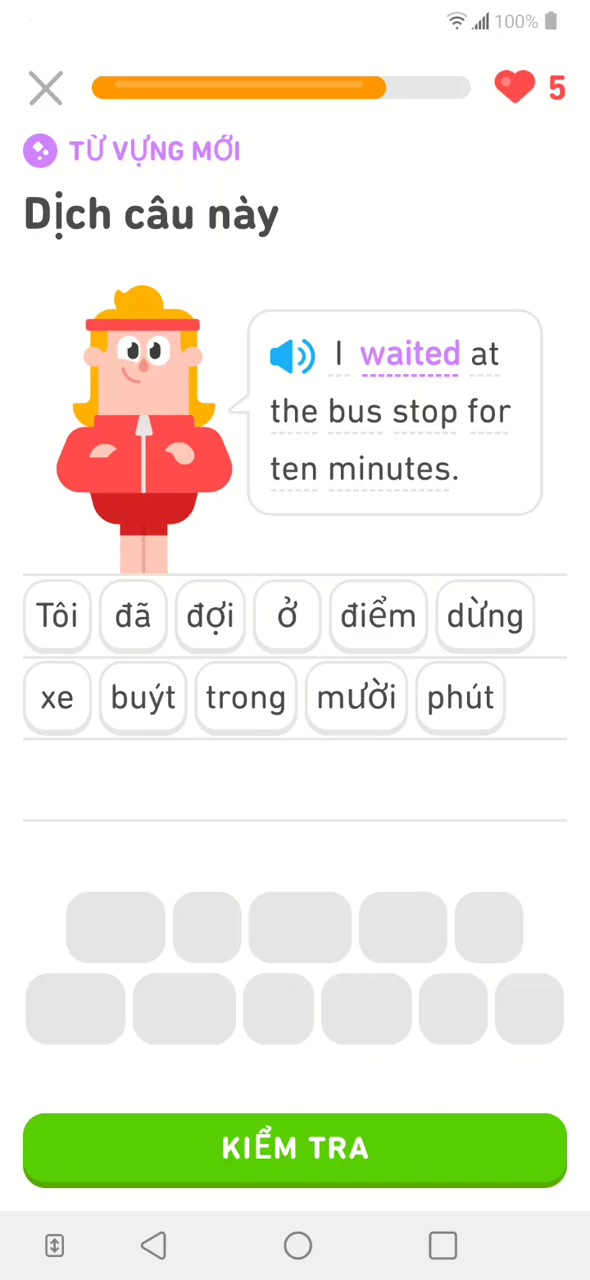 100%
5
TỪ VỰNG MỚI
Dịch câu này
I waited at
the bus stop for
ten minutes.
Tôi đã đợi ở điểm dừng
xe buýt trong mười phút
KIỂM TRA